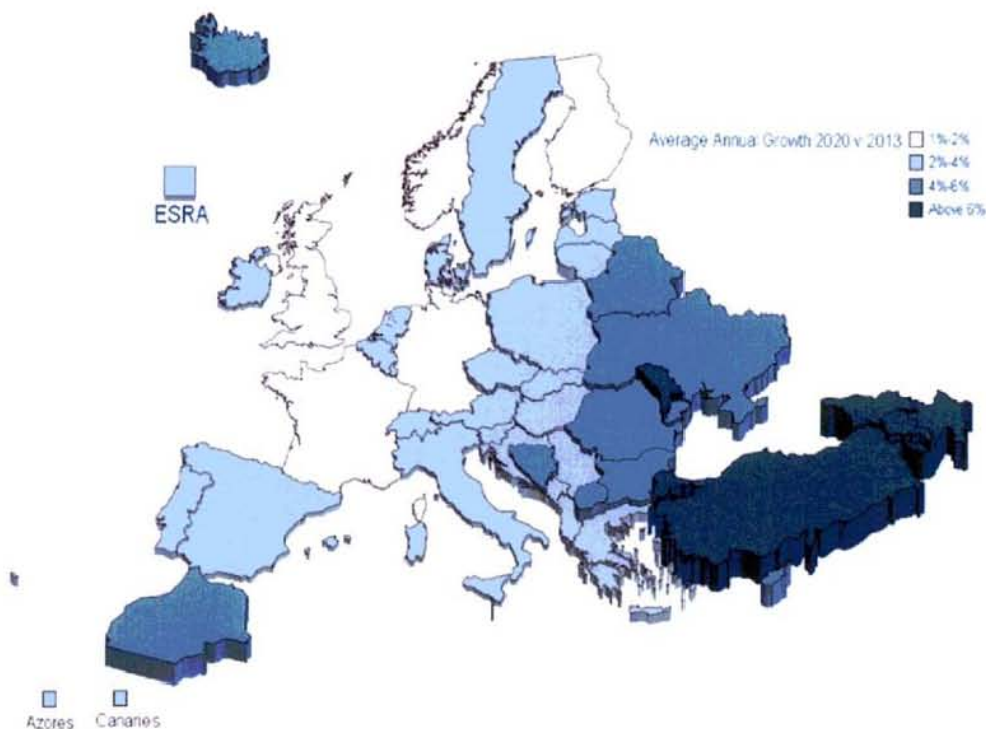 Average Annual Growth 2020 v 2013
1%-2%
2%-4%
4%-6%
Above 6%
ESRA
Azores
Canaries